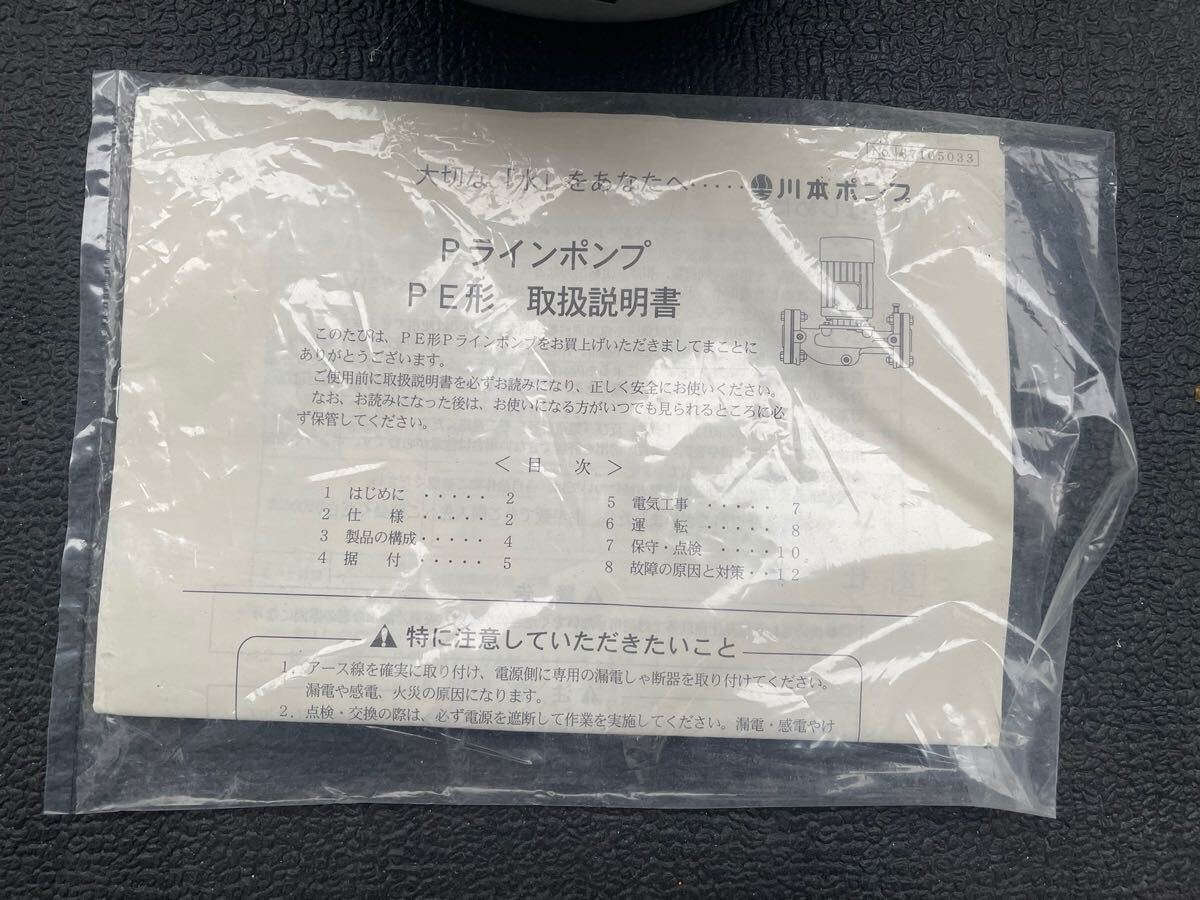 No. 67165033
大切な「水」をあなたへ‥‥‥川本ポンプ
Pラインポンプ
PE形 取扱説明書
このたびは、PE形Pラインポンプをお買上げいただきましてまことに
ありがとうございます。
ご使用前に取扱説明書を必ずお読みになり、正しく安全にお使いください。
なお、お読みになった後は、お使いになる方がいつでも見られるところに必
ず保管してください。
＜目 次＞
1 はじめに ・・・・・ 2
2 仕 様 ・・・・・ 2
3 製品の構成・・・・・ 4
4 据 付 ・・・・・ 5
5 電気工事 ・・・・・ 7
6 運 転 ・・・・・ 8
7 保守・点検 ・・・・10
8 故障の原因と対策・・12
特に注意していただきたいこと
1．アース線を確実に取り付け、電源側に専用の漏電しゃ断器を取り付けてください。
漏電や感電、火災の原因になります。
2．点検・交換の際は、必ず電源を遮断して作業を実施してください。漏電・感電やけ